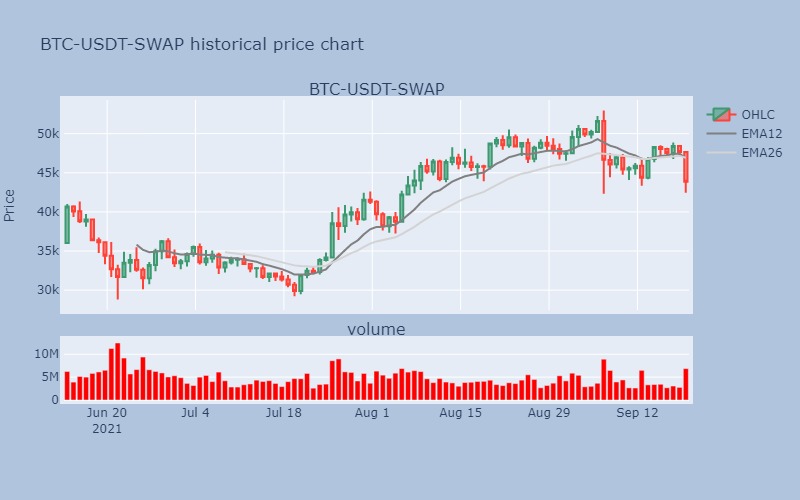 BTC-USDT-SWAP historical price chart
BTC-USDT-SWAP
OHLC
EMA12
EMA26
Price
50k
45k
40k
35k
30k
volume
10M
5M
0
Jun 20
2021
Jul 4
Jul 18
Aug 1
Aug 15
Aug 29
Sep 12